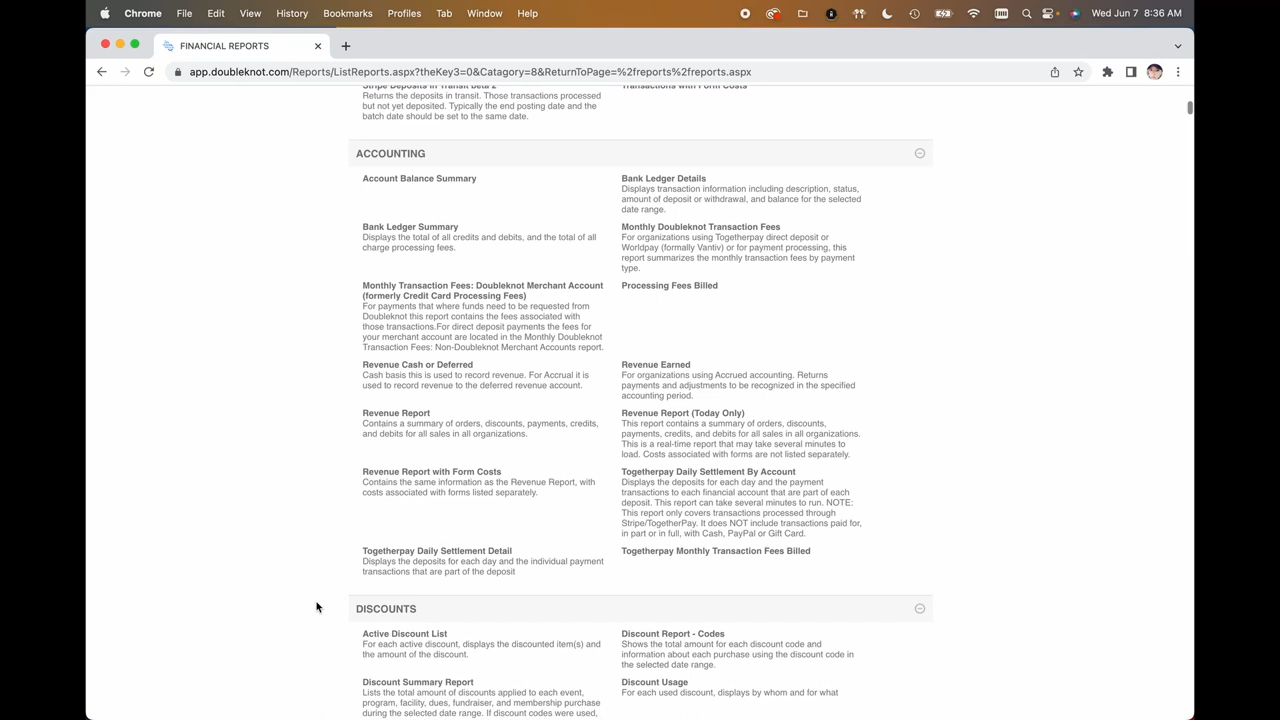 Chrome File Edit View History Bookmarks Profiles Tab Window Help Wed Jun 7 8:36 AM
FINANCIAL REPORTS
app.doubleknot.com/Reports/ListReports.aspx?theKey3=0&Catagory=8&ReturnToPage=%2freports%2freports.aspx
Stripe Deposits in Transit Beta 2
Returns the deposits in transit. Those transactions processed
but not yet deposited. Typically the end posting date and the
batch date should be set to the same date.
Transactions with Form Costs
ACCOUNTING
Account Balance Summary
Bank Ledger Details
Displays transaction information including description, status,
amount of deposit or withdrawal, and balance for the selected
date range.
Bank Ledger Summary
Displays the total of all credits and debits, and the total of all
charge processing fees.
Monthly Doubleknot Transaction Fees
For organizations using Togetherpay direct deposit or
Worldpay (formally Vantiv) or for payment processing, this
report summarizes the monthly transaction fees by payment
type.
Monthly Transaction Fees: Doubleknot Merchant Account
(formerly Credit Card Processing Fees)
For payments that where funds need to be requested from
Doubleknot this report contains the fees associated with
those transactions.For direct deposit payments the fees for
your merchant account are located in the Monthly Doubleknot
Transaction Fees: Non-Doubleknot Merchant Accounts report.
Processing Fees Billed
Revenue Cash or Deferred
Cash basis this is used to record revenue. For Accrual it is
used to record revenue to the deferred revenue account.
Revenue Earned
For organizations using Accrued accounting. Returns
payments and adjustments to be recognized in the specified
accounting period.
Revenue Report
Contains a summary of orders, discounts, payments, credits,
and debits for all sales in all organizations.
Revenue Report (Today Only)
This report contains a summary of orders, discounts,
payments, credits, and debits for all sales in all organizations.
This is a real-time report that may take several minutes to
load. Costs associated with forms are not listed separately.
Revenue Report with Form Costs
Contains the same information as the Revenue Report, with
costs associated with forms listed separately.
Togetherpay Daily Settlement By Account
Displays the deposits for each day and the payment
transactions to each financial account that are part of each
deposit. This report can take several minutes to run. NOTE:
This report only covers transactions processed through
Stripe/TogetherPay. It does NOT include transactions paid for,
in part or in full, with Cash, PayPal or Gift Card.
Togetherpay Daily Settlement Detail
Displays the deposits for each day and the individual payment
transactions that are part of the deposit
Togetherpay Monthly Transaction Fees Billed
DISCOUNTS
Active Discount List
For each active discount, displays the discounted item(s) and
the amount of the discount.
Discount Report - Codes
Shows the total amount for each discount code and
information about each purchase using the discount code in
the selected date range.
Discount Summary Report
Lists the total amount of discounts applied to each event,
program, facility, dues, fundraiser, and membership purchase
during the selected date range. If discount codes were used,
Discount Usage
For each used discount, displays by whom and for what